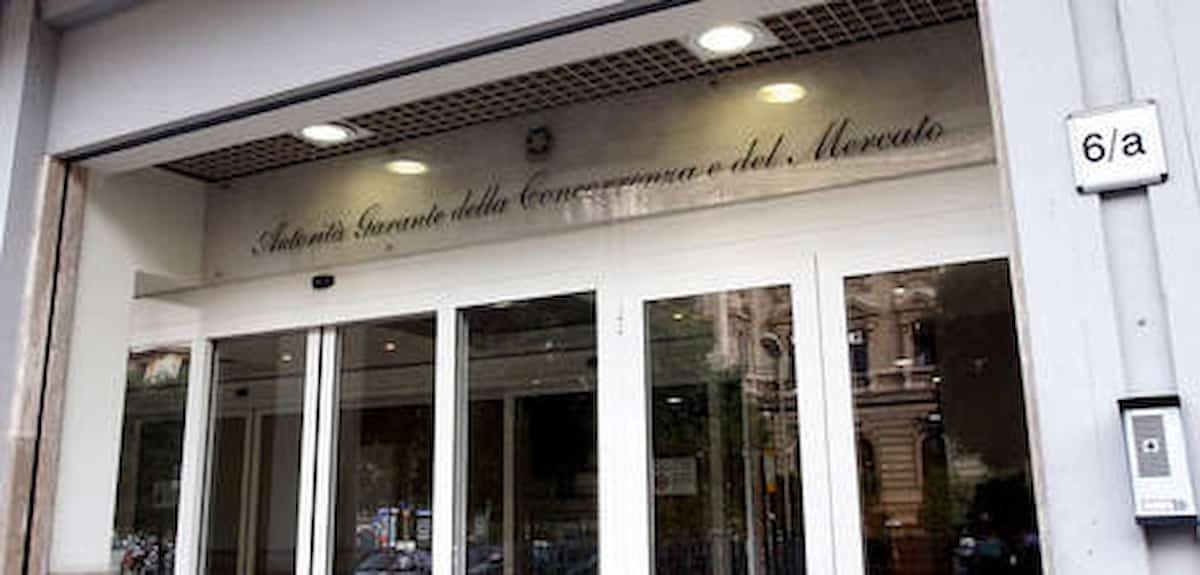 Autorità Garante della Concorrenza e del Mercato
6/a